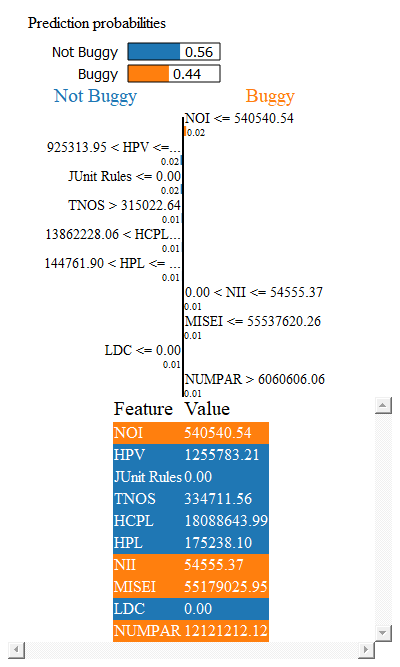 Prediction probabilities
Not Buggy 0.56
Buggy 0.44
Not Buggy Buggy
NOI <= 540540.54
0.02
925313.95 < HPV <=...
0.02
JUnit Rules <= 0.00
0.02
TNOS > 315022.64
0.01
13862228.06 < HCPL...
0.01
144761.90 < HPL <= ...
0.01
0.00 < NII <= 54555.37
0.01
MISEI <= 55537620.26
0.01
LDC <= 0.00
0.01
NUMPAR > 6060606.06
0.01
Feature Value
NOI 540540.54
HPV 1255783.21
JUnit Rules 0.00
TNOS 334711.56
HCPL 18088643.99
HPL 175238.10
NII 54555.37
MISEI 55179025.95
LDC 0.00
NUMPAR 12121212.12